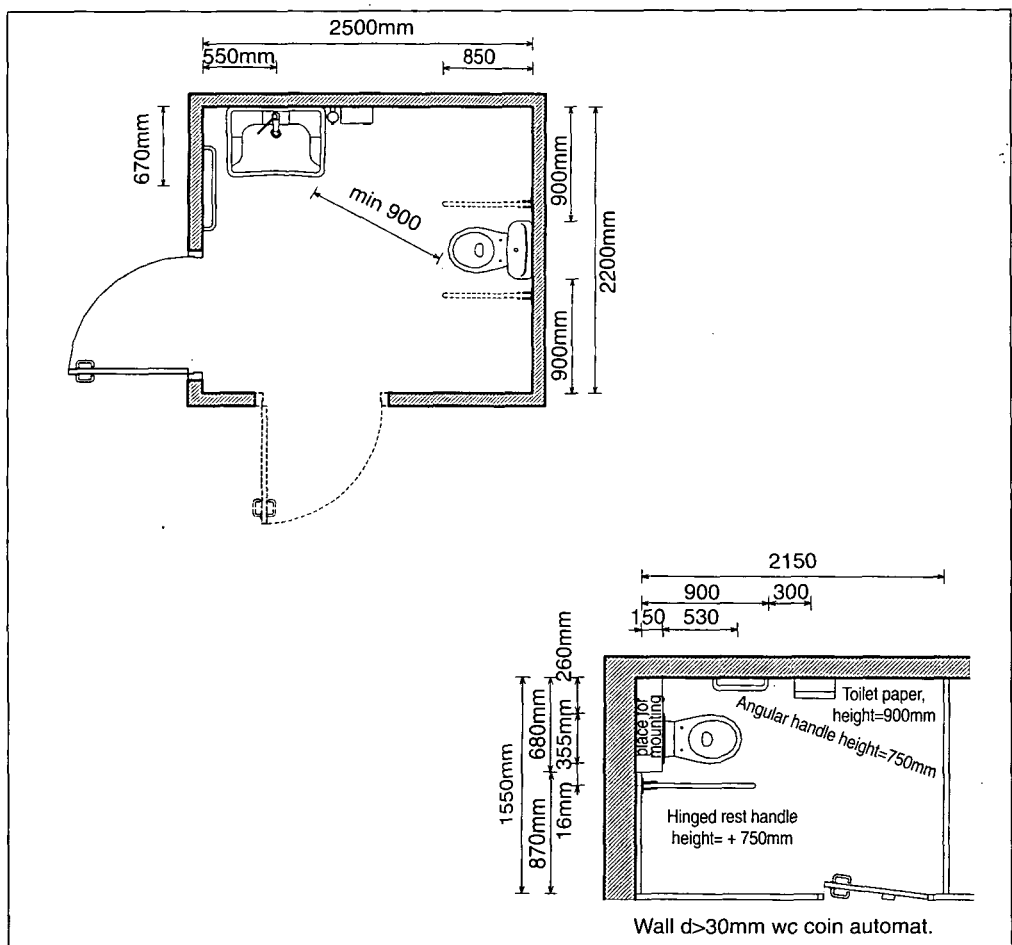 2500mm
550mm
850
670mm
min 900
900mm
2200mm
900mm
2150
900
300
150
530
260mm
680mm
355mm
1550mm
870mm
16mm
place for
mounting
Toilet paper,
height=900mm
Angular handle height=750mm
Hinged rest handle
height= + 750mm
Wall d>30mm wc coin automat.